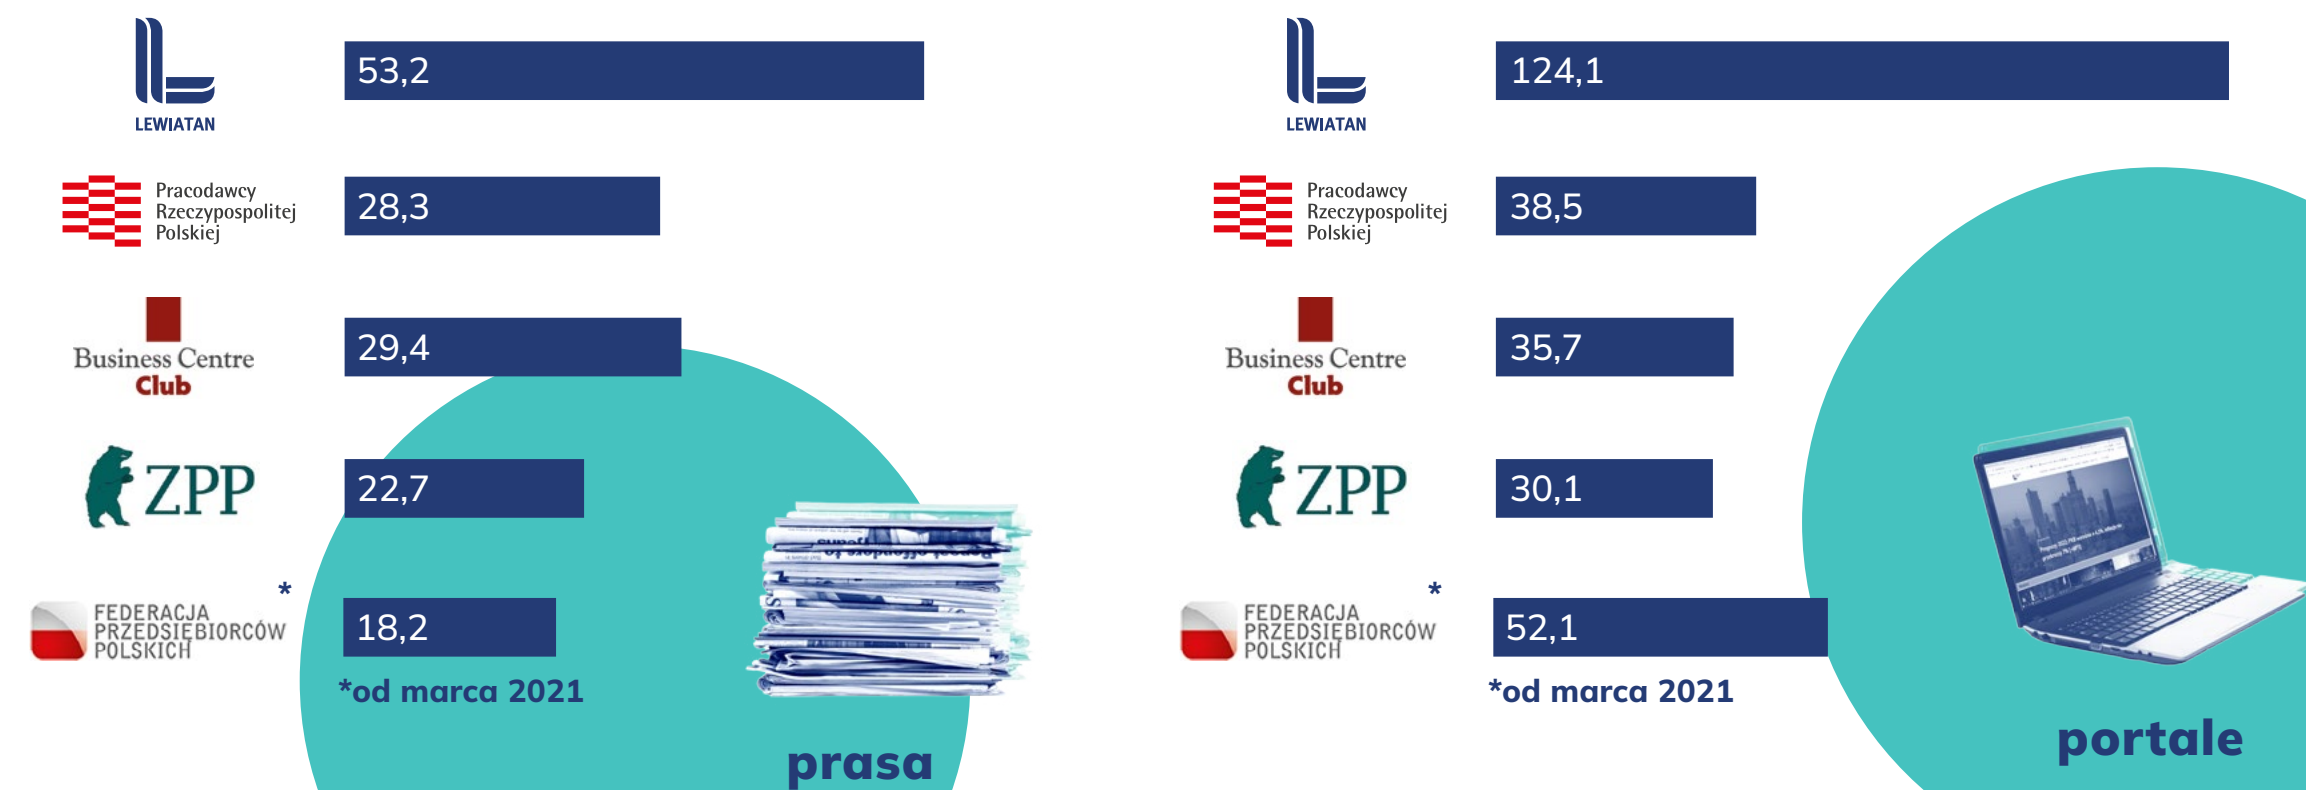 LEWIATAN
53,2
Pracodawcy
Rzeczypospolitej
Polskiej
28,3
Business Centre
Club
29,4
ZPP
22,7
*
FEDERACJA
PRZEDSIĘBIORCÓW
POLSKICH
18,2
*od marca 2021
prasa
LEWIATAN
124,1
Pracodawcy
Rzeczypospolitej
Polskiej
38,5
Business Centre
Club
35,7
ZPP
30,1
*
FEDERACJA
PRZEDSIĘBIORCÓW
POLSKICH
52,1
*od marca 2021
portale